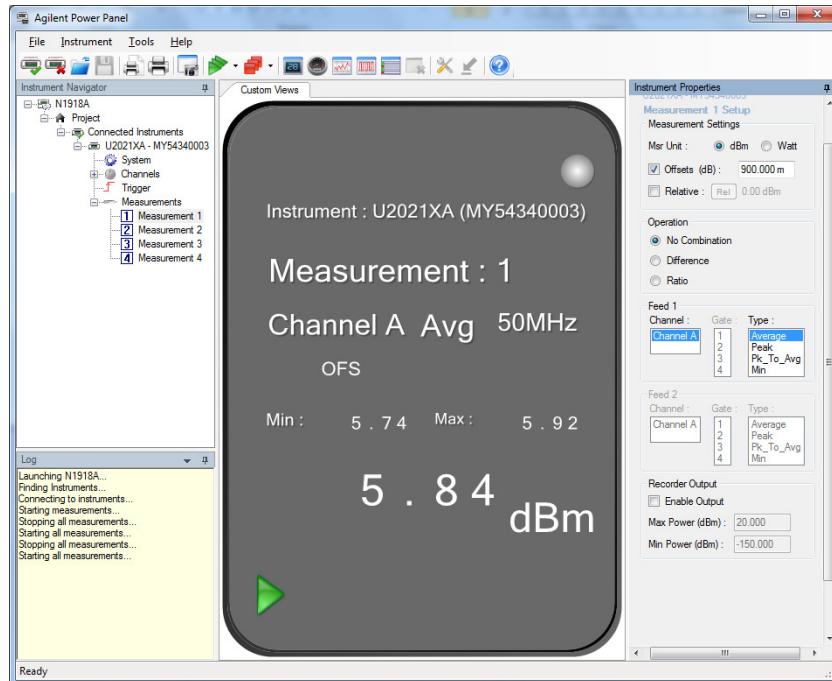 Agilent Power Panel
File Instrument Tools Help
Instrument Navigator
N1918A
Project
Connected Instruments
U2021XA - MY54340003
System
Channels
Trigger
Measurements
1 Measurement 1
2 Measurement 2
3 Measurement 3
4 Measurement 4
Log
Launching N1918A...
Finding Instruments...
Connecting to instruments...
Starting measurements...
Stopping all measurements...
Starting all measurements...
Stopping all measurements...
Starting all measurements...
Custom Views
Instrument : U2021XA (MY54340003)
Measurement : 1
Channel A Avg 50MHz
OFS
Min : 5.74 Max : 5.92
5.84 dBm
Instrument Properties
U2021XA - MY54340003
Measurement 1 Setup
Measurement Settings
Msr Unit : dBm Watt
Offsets (dB) : 900.000 m
Relative : Rel 0.00 dBm
Operation
No Combination
Difference
Ratio
Feed 1
Channel : Gate : Type :
Channel A 1 Average
2 Peak
3 Pk_To_Avg
4 Min
Feed 2
Channel : Gate : Type :
Channel A 1 Average
2 Peak
3 Pk_To_Avg
4 Min
Recorder Output
Enable Output
Max Power (dBm) : 20.000
Min Power (dBm) : -150.000
Ready